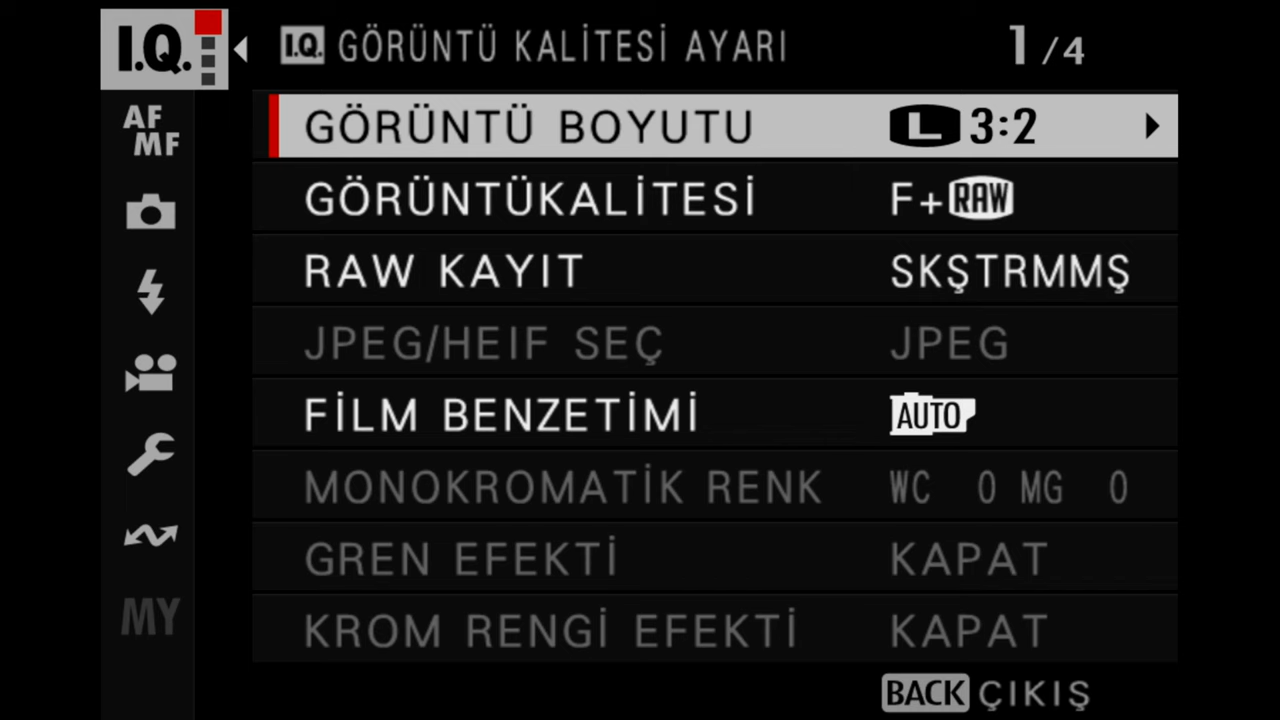 I.Q. I.Q. GÖRÜNTÜ KALİTESİ AYARI 1/4
AF
MF
GÖRÜNTÜ BOYUTU L 3:2
GÖRÜNTÜKALİTESİ F+RAW
RAW KAYIT SKŞTRMMŞ
JPEG/HEIF SEÇ JPEG
FİLM BENZETİMİ AUTO
MONOKROMATİK RENK WC 0 MG 0
GREN EFEKTİ KAPAT
MY
KROM RENGİ EFEKTİ KAPAT
BACK ÇIKIŞ